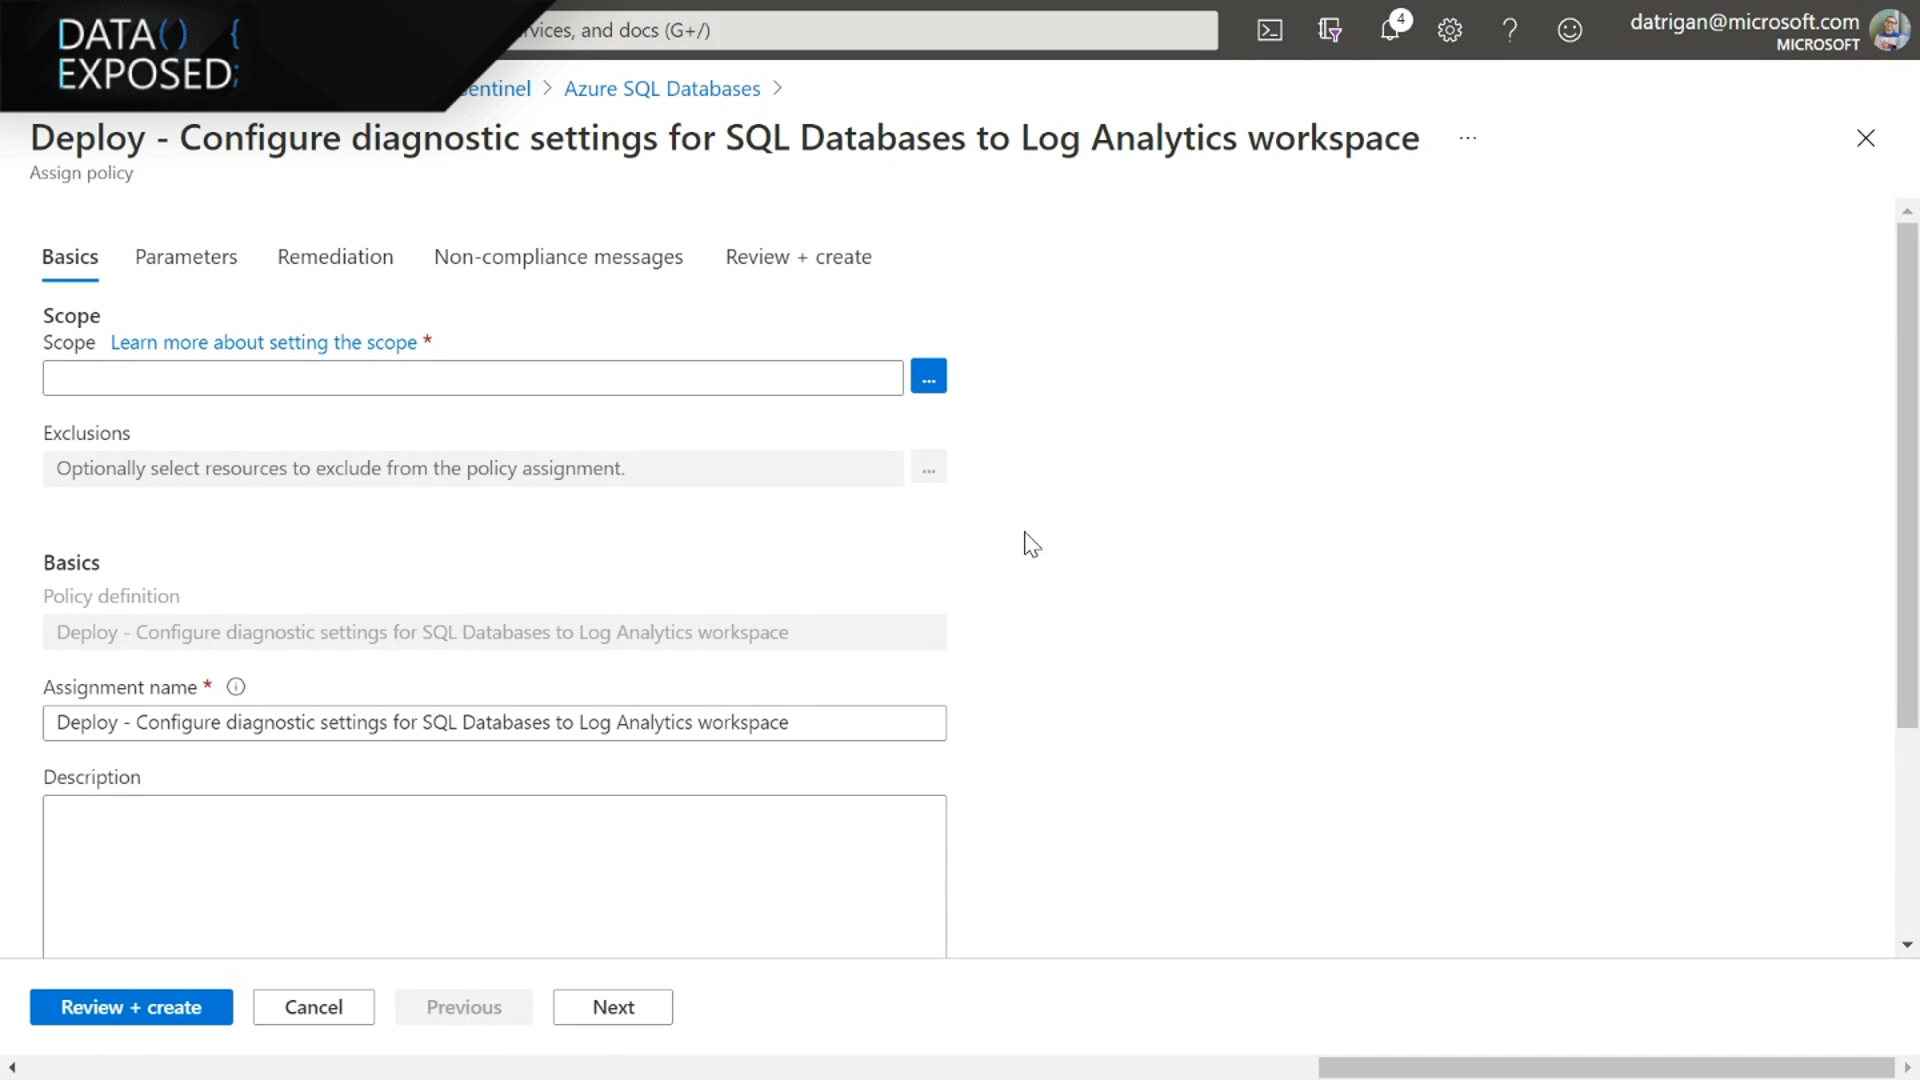 DATA() {
EXPOSED;
rvices, and docs (G+/)
4
datrigan@microsoft.com
MICROSOFT
Sentinel > Azure SQL Databases >
Deploy - Configure diagnostic settings for SQL Databases to Log Analytics workspace ...
Assign policy
Basics Parameters Remediation Non-compliance messages Review + create
Scope
Scope Learn more about setting the scope *
...
Exclusions
Optionally select resources to exclude from the policy assignment. ...
Basics
Policy definition
Deploy - Configure diagnostic settings for SQL Databases to Log Analytics workspace
Assignment name *
Deploy - Configure diagnostic settings for SQL Databases to Log Analytics workspace
Description
Review + create Cancel Previous Next